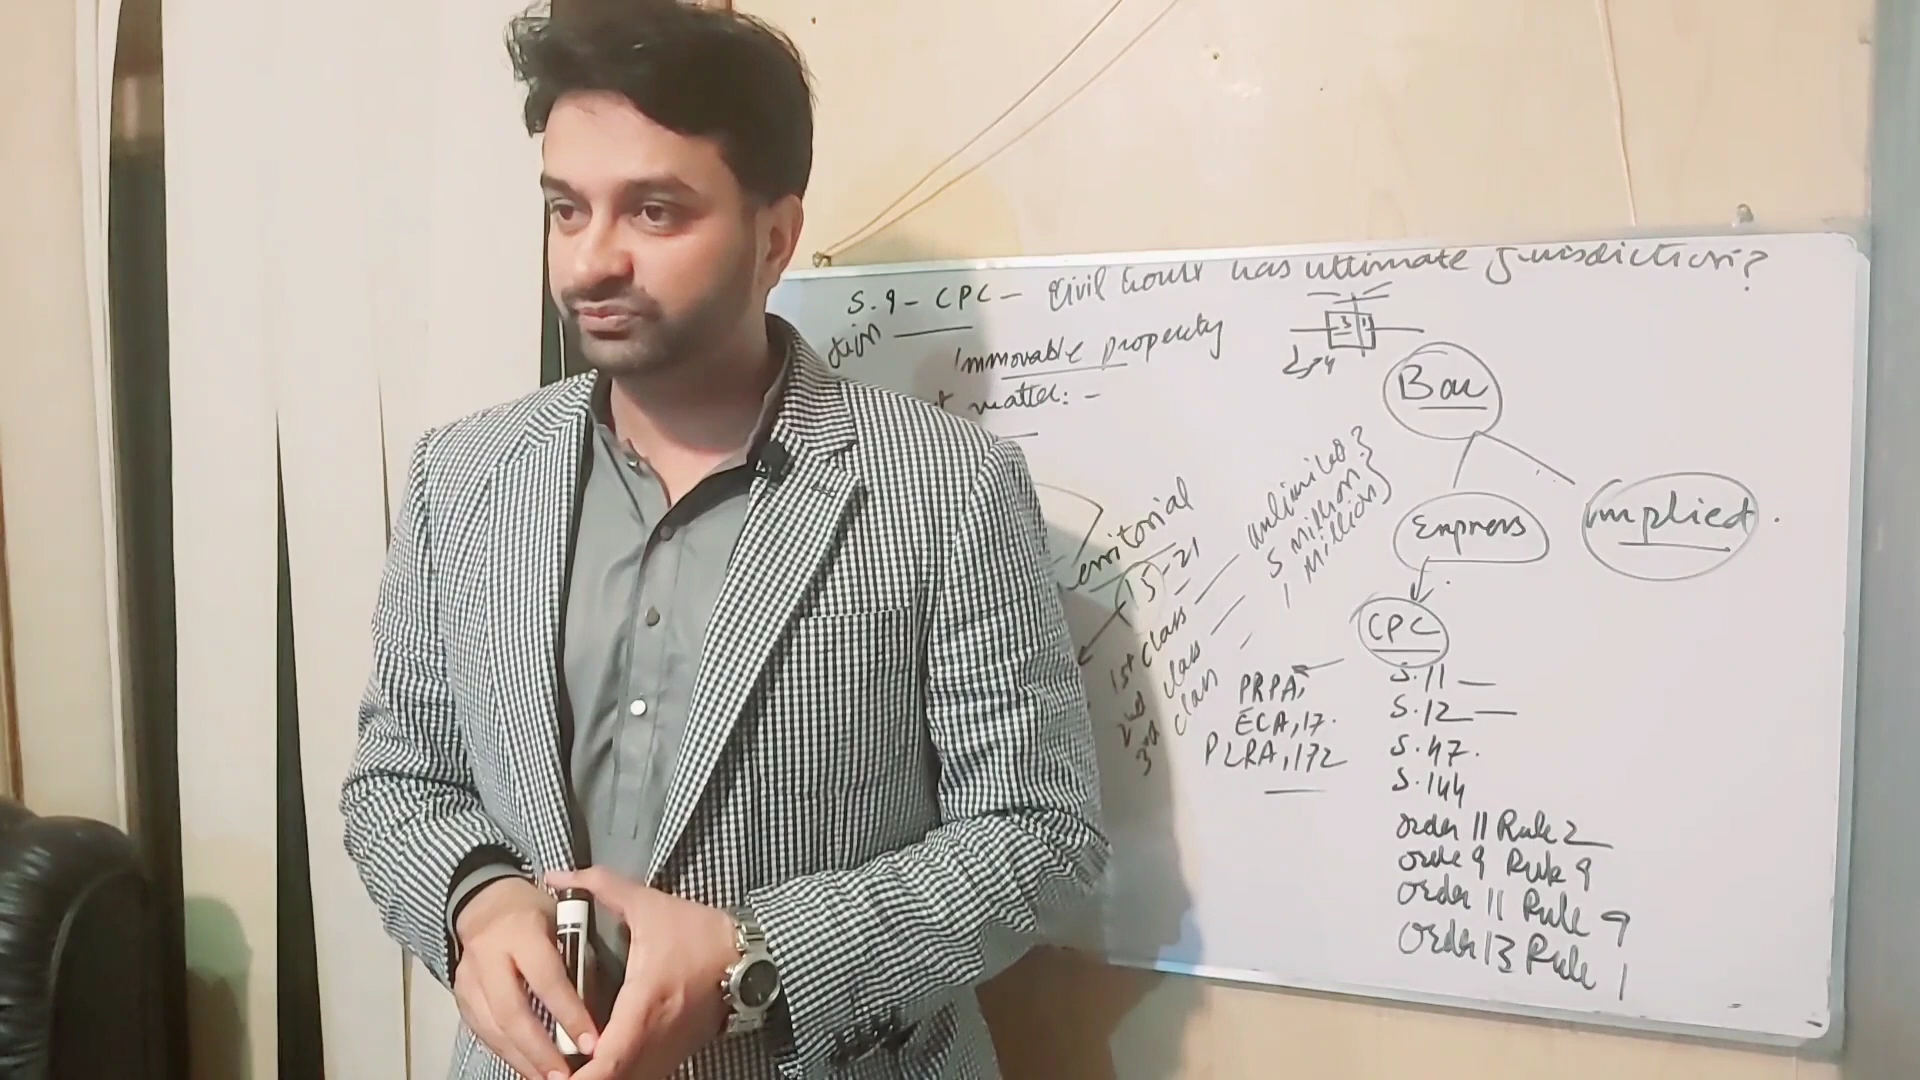 S.9 - CPC - Civil Court has ultimate Jurisdiction?
Immovable property
matter: -
Bar
Express
implied.
erritorial
15-21
1st class
2nd class
3rd class
unlimited
5 million
1 million
CPC
S.11
S.12
S.47.
S.144
order 11 Rule 2
order 9 Rule 9
order 11 Rule 9
order 13 Rule 1
PRPA,
ECA, 17.
PLRA, 172